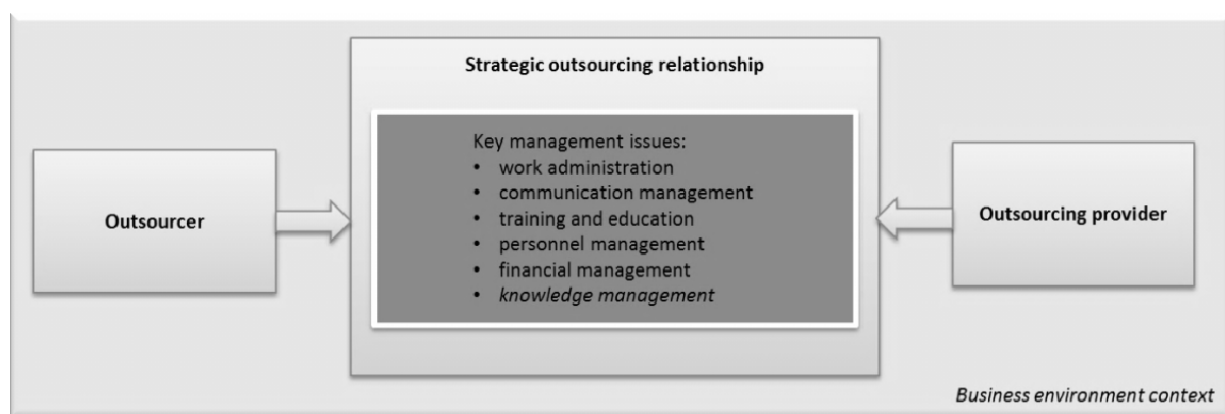 Strategic outsourcing relationship
Key management issues:
• work administration
• communication management
• training and education
• personnel management
• financial management
• knowledge management
Outsourcer
Outsourcing provider
Business environment context